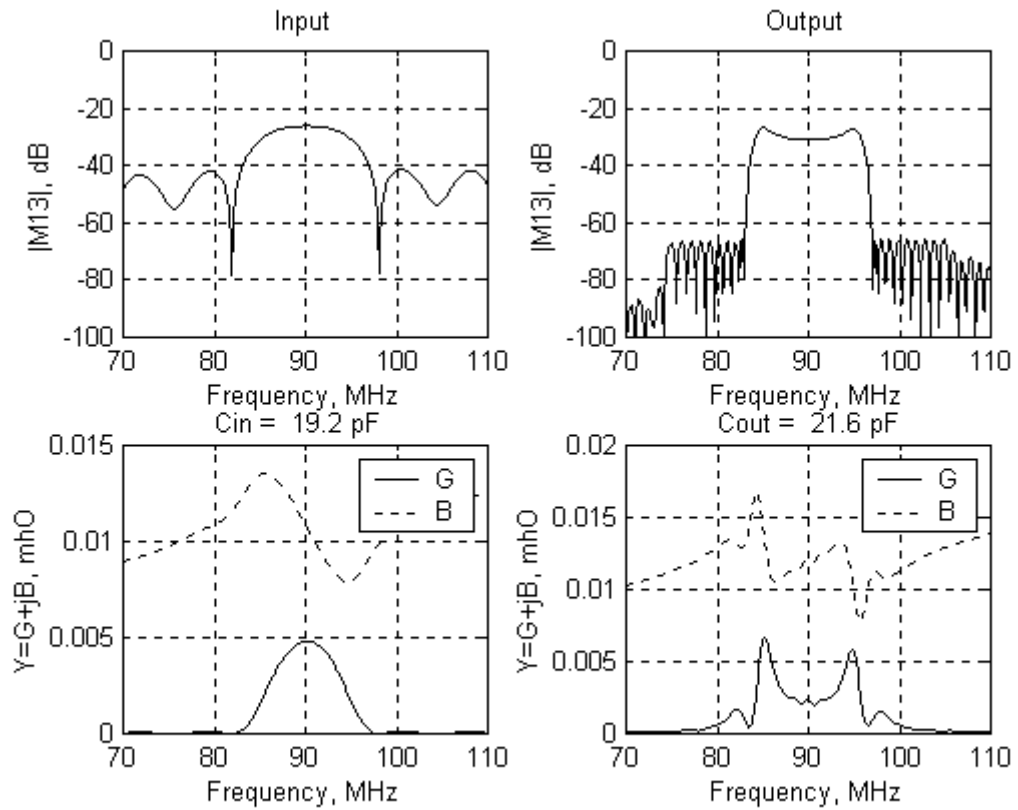 Input
0
-20
-40
-60
-80
-100
|M13|, dB
70 80 90 100 110
Frequency, MHz
Output
0
-20
-40
-60
-80
-100
|M13|, dB
70 80 90 100 110
Frequency, MHz
Cin = 19.2 pF
0.015
0.01
0.005
0
Y=G+jB, mhO
G
B
70 80 90 100 110
Frequency, MHz
Cout = 21.6 pF
0.02
0.015
0.01
0.005
0
Y=G+jB, mhO
G
B
70 80 90 100 110
Frequency, MHz